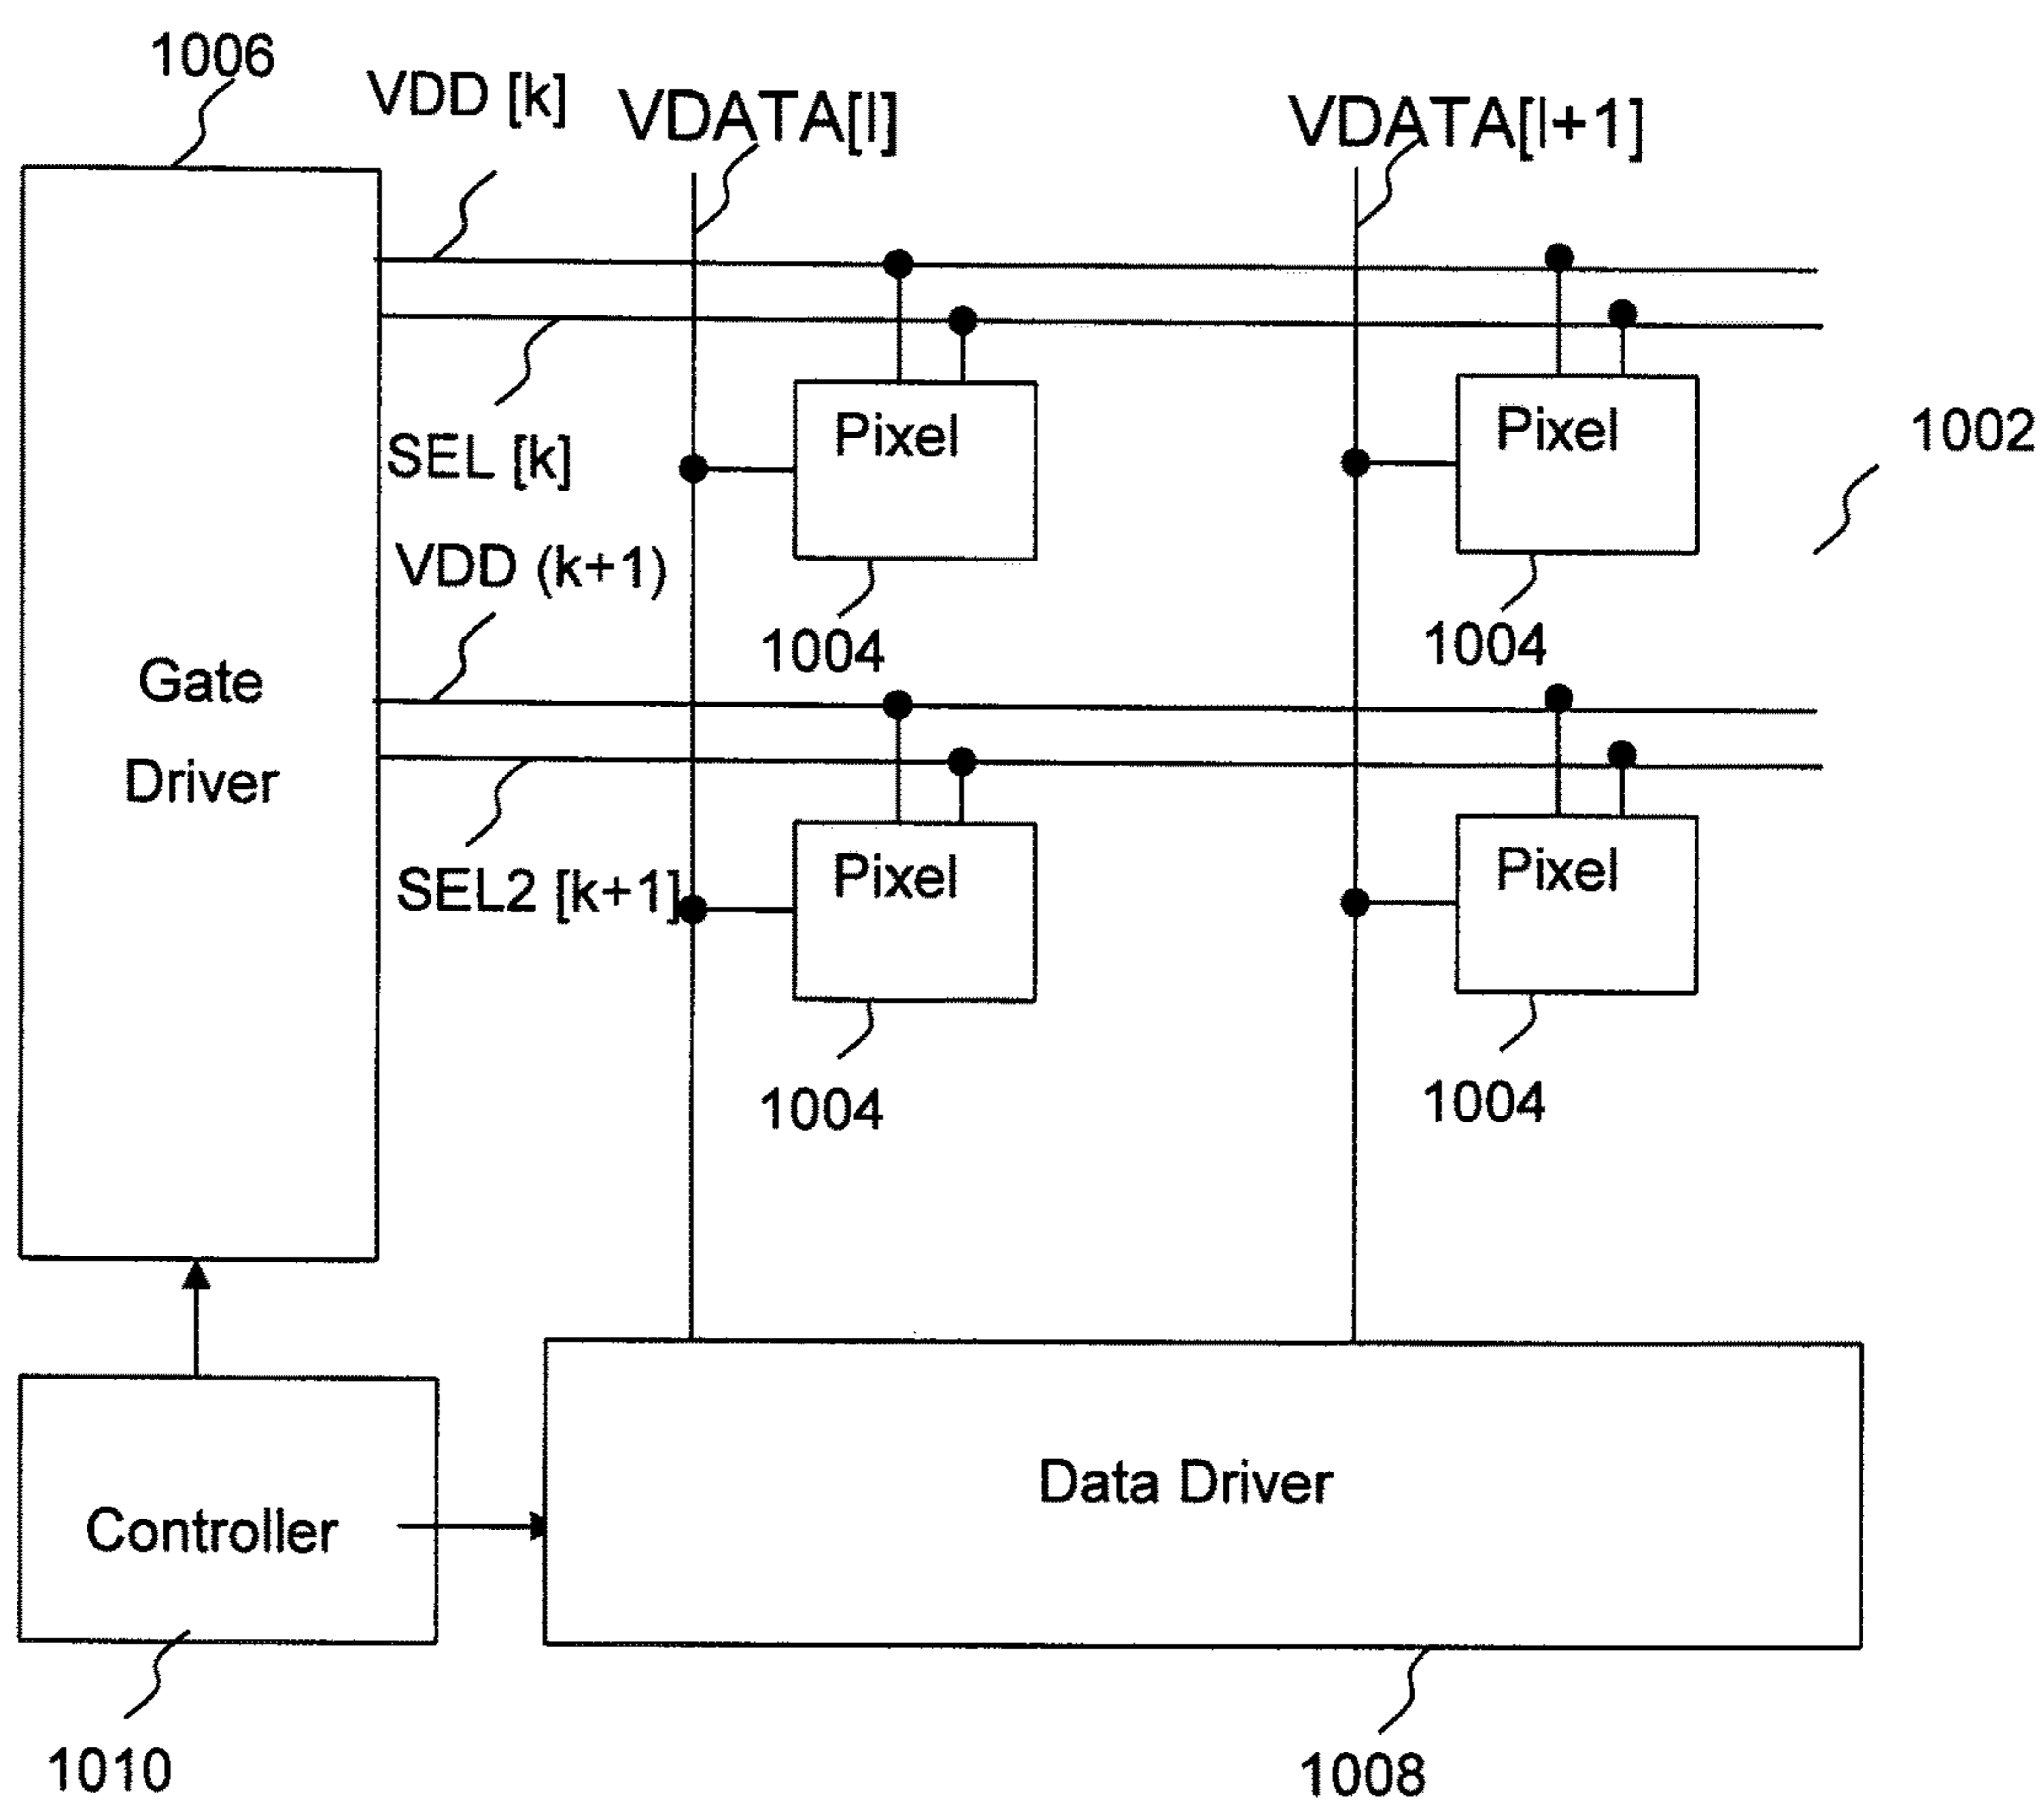 1006
VDD [k]
VDATA[l]
VDATA[l+1]
Pixel
Pixel
1002
SEL [k]
VDD (k+1)
1004
1004
Gate
Driver
Pixel
Pixel
SEL2 [k+1]
1004
1004
Data Driver
Controller
1010
1008